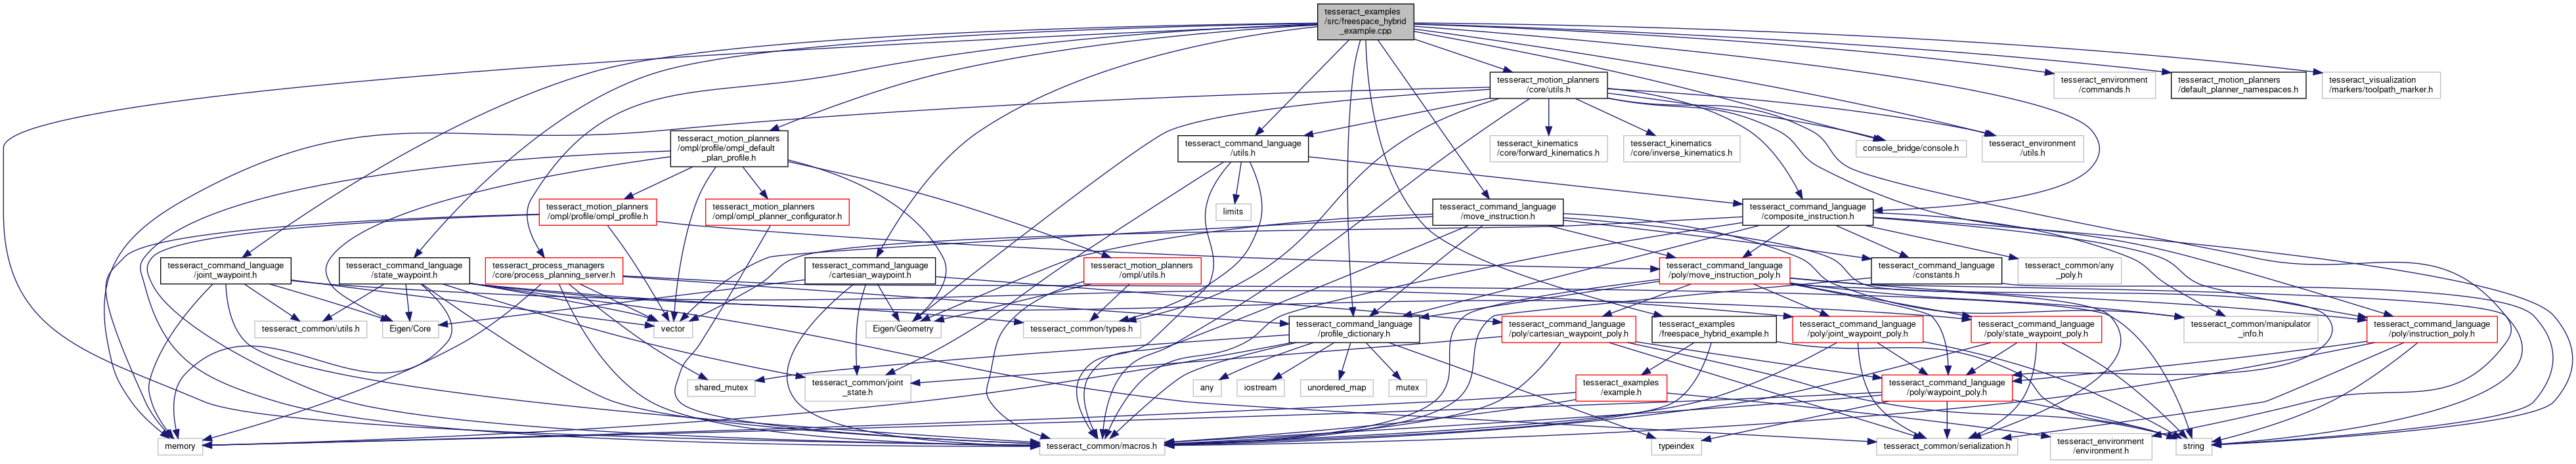 tesseract_examples
/src/freespace_hybrid
_example.cpp
tesseract_motion_planners
/core/utils.h
tesseract_environment
/commands.h
tesseract_motion_planners
/default_planner_namespaces.h
tesseract_visualization
/markers/toolpath_marker.h
tesseract_motion_planners
/ompl/profile/ompl_default
_plan_profile.h
tesseract_command_language
/utils.h
tesseract_kinematics
/core/forward_kinematics.h
tesseract_kinematics
/core/inverse_kinematics.h
console_bridge/console.h
tesseract_environment
/utils.h
tesseract_motion_planners
/ompl/profile/ompl_profile.h
tesseract_motion_planners
/ompl/ompl_planner_configurator.h
limits
tesseract_command_language
/move_instruction.h
tesseract_command_language
/composite_instruction.h
tesseract_command_language
/joint_waypoint.h
tesseract_command_language
/state_waypoint.h
tesseract_process_managers
/core/process_planning_server.h
tesseract_command_language
/cartesian_waypoint.h
tesseract_motion_planners
/ompl/utils.h
tesseract_command_language
/poly/move_instruction_poly.h
tesseract_command_language
/constants.h
tesseract_common/any
_poly.h
tesseract_common/utils.h
Eigen/Core
vector
Eigen/Geometry
tesseract_common/types.h
tesseract_command_language
/profile_dictionary.h
tesseract_command_language
/poly/cartesian_waypoint_poly.h
tesseract_examples
/freespace_hybrid_example.h
tesseract_command_language
/poly/joint_waypoint_poly.h
tesseract_command_language
/poly/state_waypoint_poly.h
tesseract_common/manipulator
_info.h
tesseract_command_language
/poly/instruction_poly.h
shared_mutex
tesseract_common/joint
_state.h
any
iostream
unordered_map
mutex
tesseract_examples
/example.h
tesseract_command_language
/poly/waypoint_poly.h
memory
tesseract_common/macros.h
typeindex
tesseract_common/serialization.h
tesseract_environment
/environment.h
string